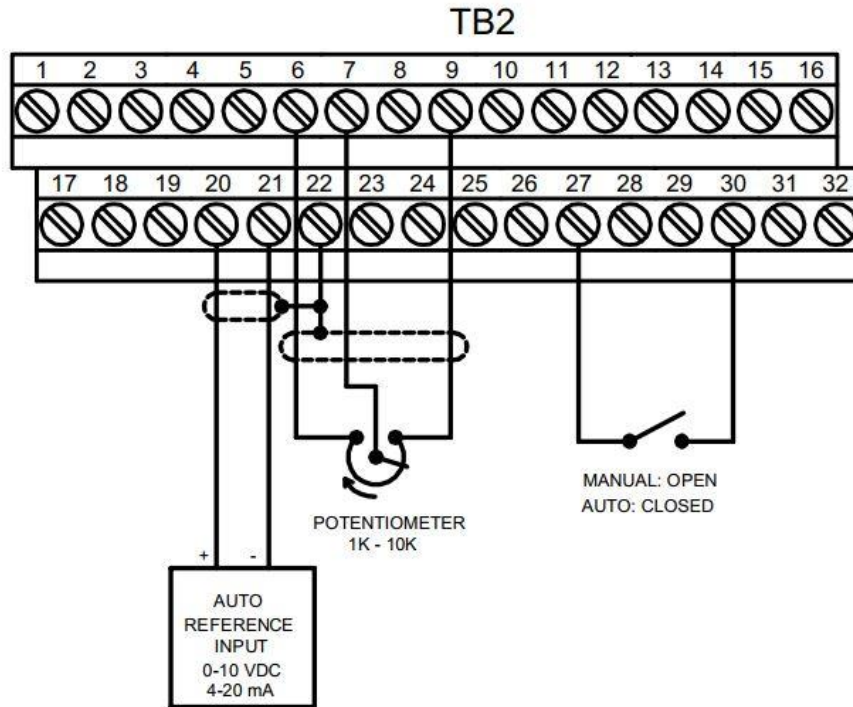 TB2
1 2 3 4 5 6 7 8 9 10 11 12 13 14 15 16
17 18 19 20 21 22 23 24 25 26 27 28 29 30 31 32
MANUAL: OPEN
AUTO: CLOSED
POTENTIOMETER
1K - 10K
+ -
AUTO
REFERENCE
INPUT
0-10 VDC
4-20 mA